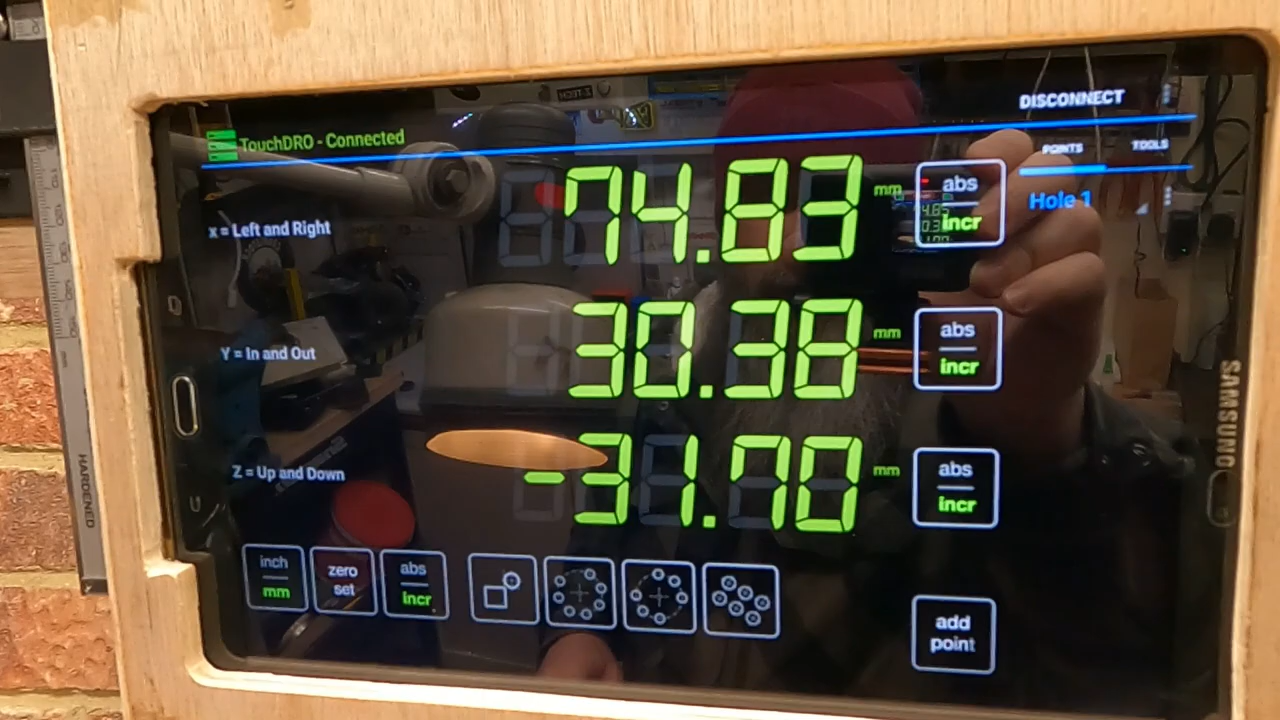 DISCONNECT
TouchDRO - Connected
POINTS TOOLS
Hole 1
x = Left and Right
74.83 mm
abs
incr
Y = In and Out
30.38 mm
abs
incr
Z = Up and Down
-31.70 mm
abs
incr
inch
mm
zero
set
abs
incr
add
point
SAMSUNG
HARDENED